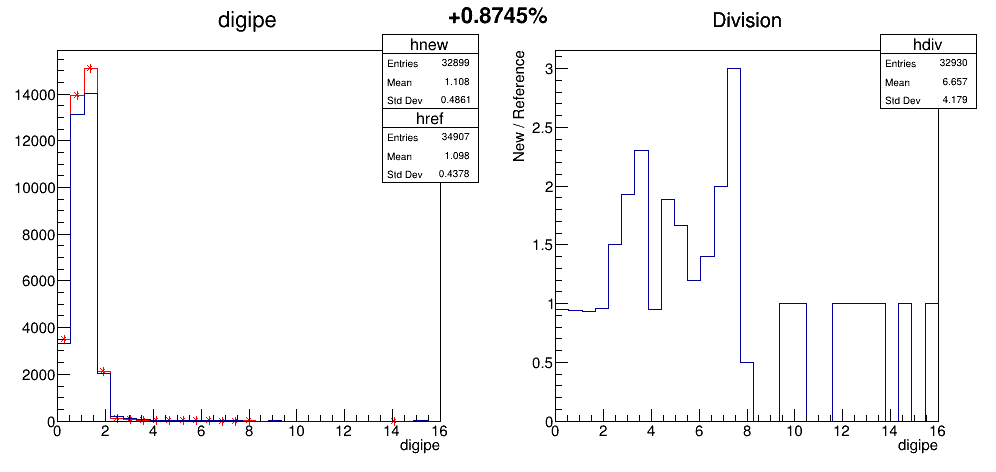 digipe
+0.8745%
Division
hnew
Entries 32899
Mean 1.108
Std Dev 0.4861
href
Entries 34907
Mean 1.098
Std Dev 0.4378
14000
12000
10000
8000
6000
4000
2000
0
0 2 4 6 8 10 12 14 16
digipe
hdiv
Entries 32930
Mean 6.657
Std Dev 4.179
New / Reference
3
2.5
2
1.5
1
0.5
0
0 2 4 6 8 10 12 14 16
digipe